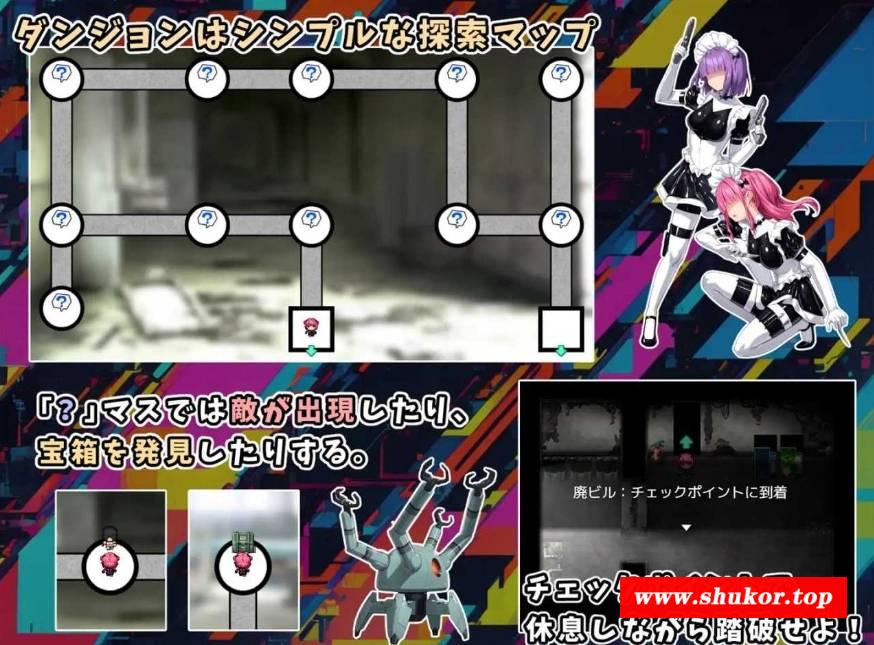 ダンジョンはシンプルな探索マップ
?
?
?
?
?
?
?
?
?
?
?
「?」マスでは敵が出現したり、
宝箱を発見したりする。
廃ビル：チェックポイントに到着
www.shukor.top
休息しながら踏破せよ！